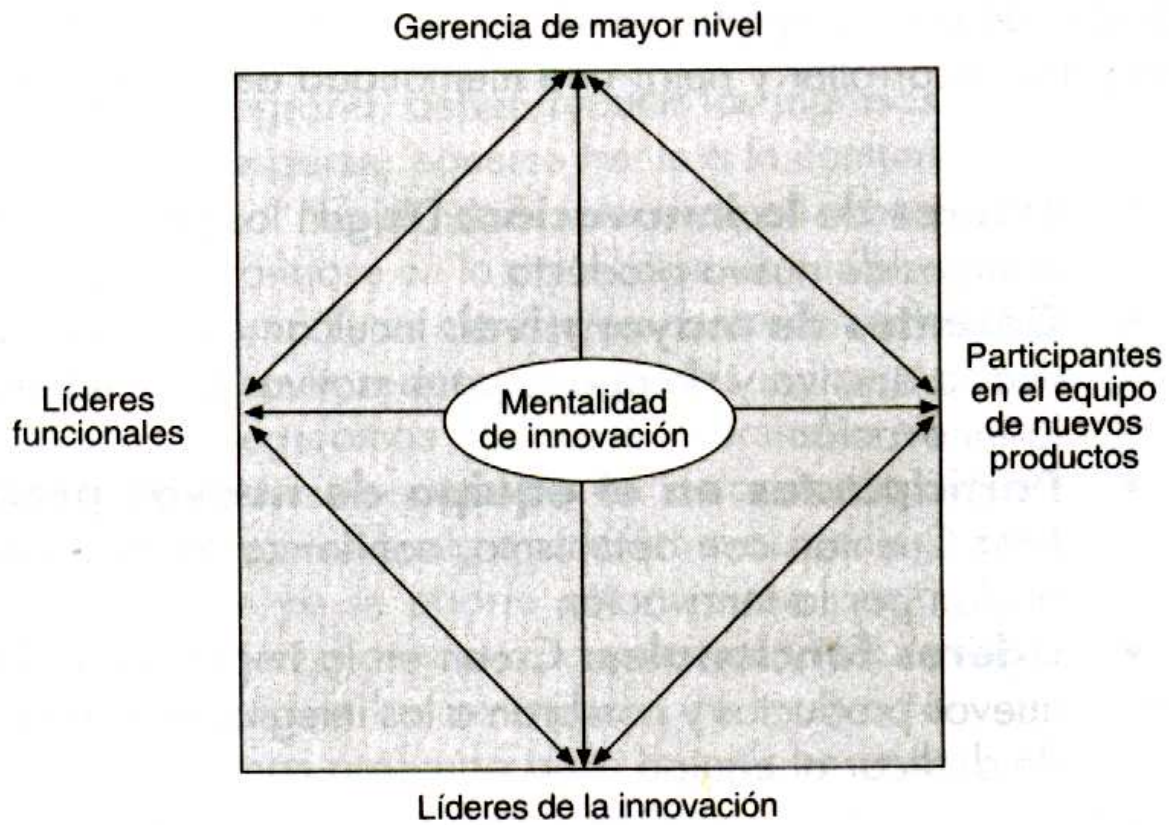 Gerencia de mayor nivel
Líderes
funcionales
Mentalidad
de innovación
Participantes
en el equipo
de nuevos
productos
Líderes de la innovación